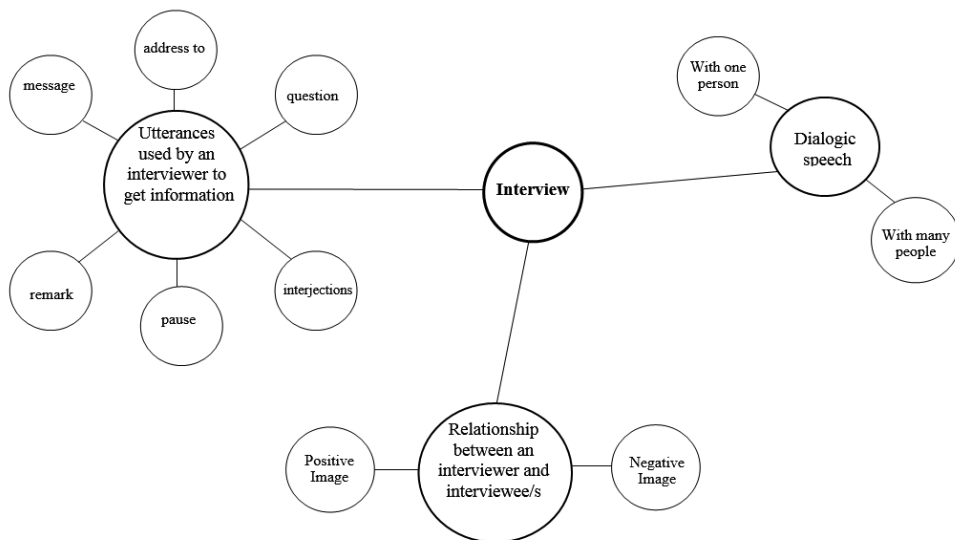 address to
message
question
Utterances
used by an
interviewer to
get information
remark
pause
interjections
Interview
With one
person
Dialogic
speech
With many
people
Relationship
between an
interviewer and
interviewee/s
Positive
Image
Negative
Image